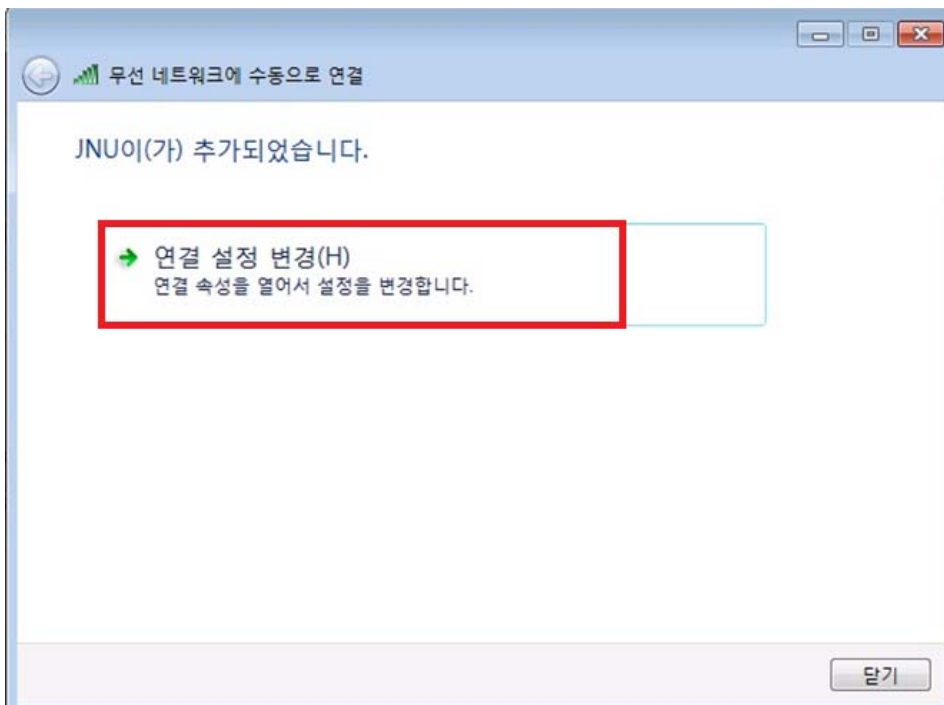 무선 네트워크에 수동으로 연결
JNU이(가) 추가되었습니다.
연결 설정 변경(H)
연결 속성을 열어서 설정을 변경합니다.
닫기